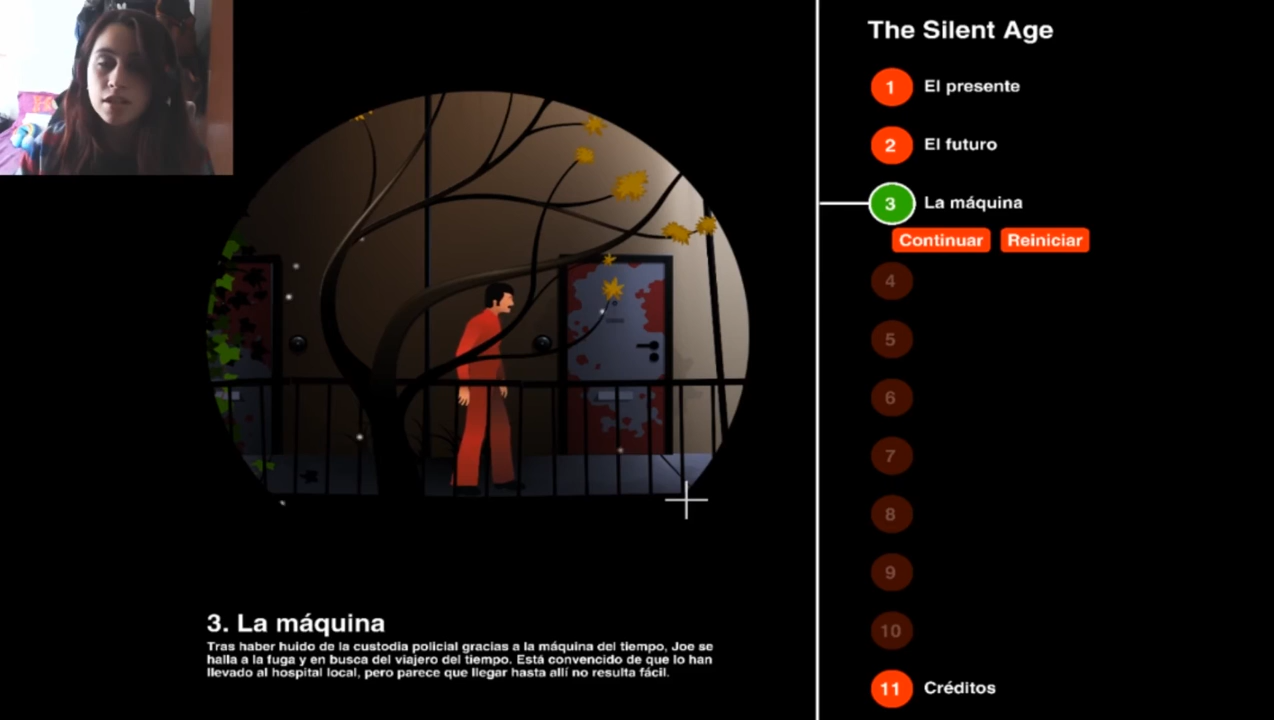 The Silent Age
1 El presente
2 El futuro
3 La máquina
Continuar Reiniciar
4
5
6
7
8
9
10
11 Créditos
3. La máquina
Tras haber huido de la custodia policial gracias a la máquina del tiempo, Joe se
halla a la fuga y en busca del viajero del tiempo. Está convencido de que lo han
llevado al hospital local, pero parece que llegar hasta allí no resulta fácil.